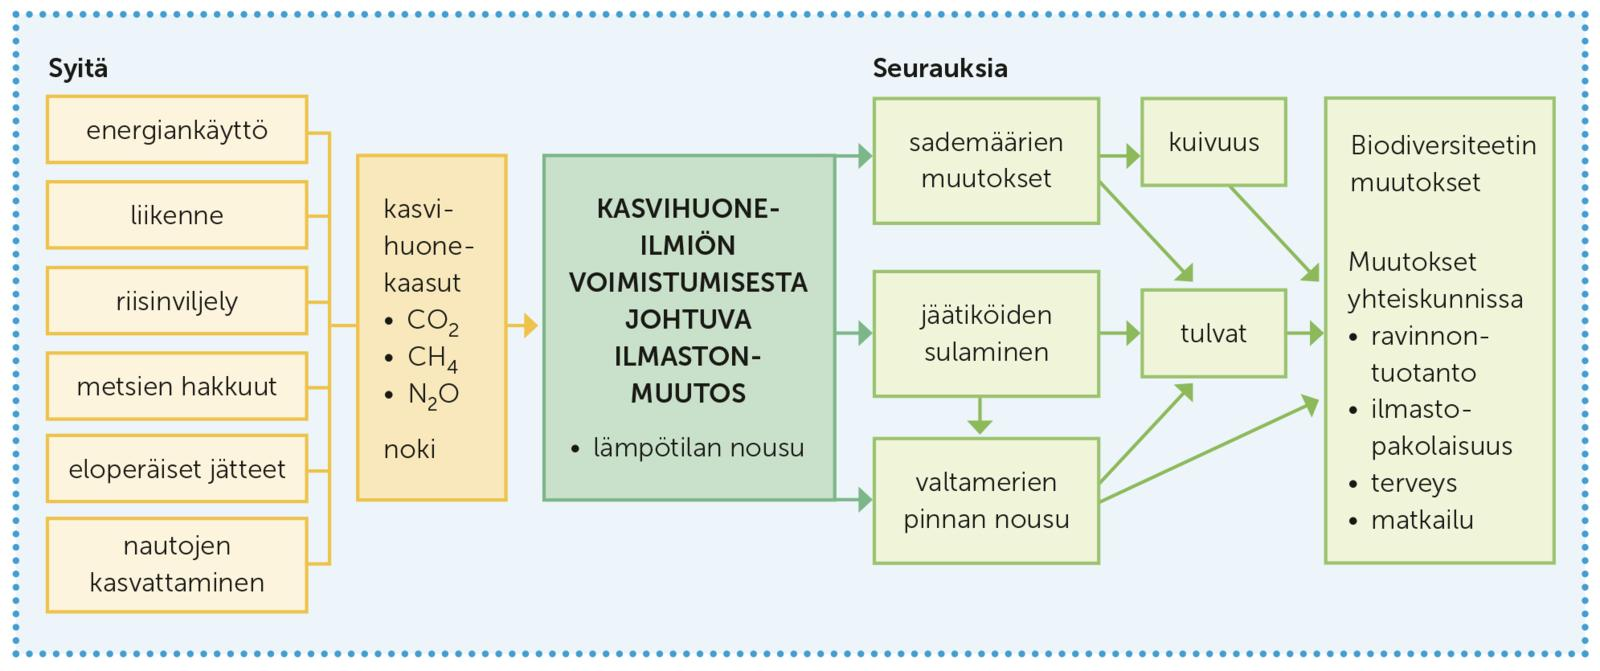 Syitä
energiankäyttö
liikenne
riisinviljely
metsien hakkuut
eloperäiset jätteet
nautojen
kasvattaminen
kasvi-
huone-
kaasut
• CO₂
• CH₄
• N₂O
noki
KASVIHUONE-
ILMIÖN
VOIMISTUMISESTA
JOHTUVA
ILMASTON-
MUUTOS
• lämpötilan nousu
Seurauksia
sademäärien
muutokset
jäätiköiden
sulaminen
valtamerien
pinnan nousu
kuivuus
tulvat
Biodiversiteetin
muutokset
Muutokset
yhteiskunnissa
• ravinnon-
tuotanto
• ilmasto-
pakolaisuus
• terveys
• matkailu